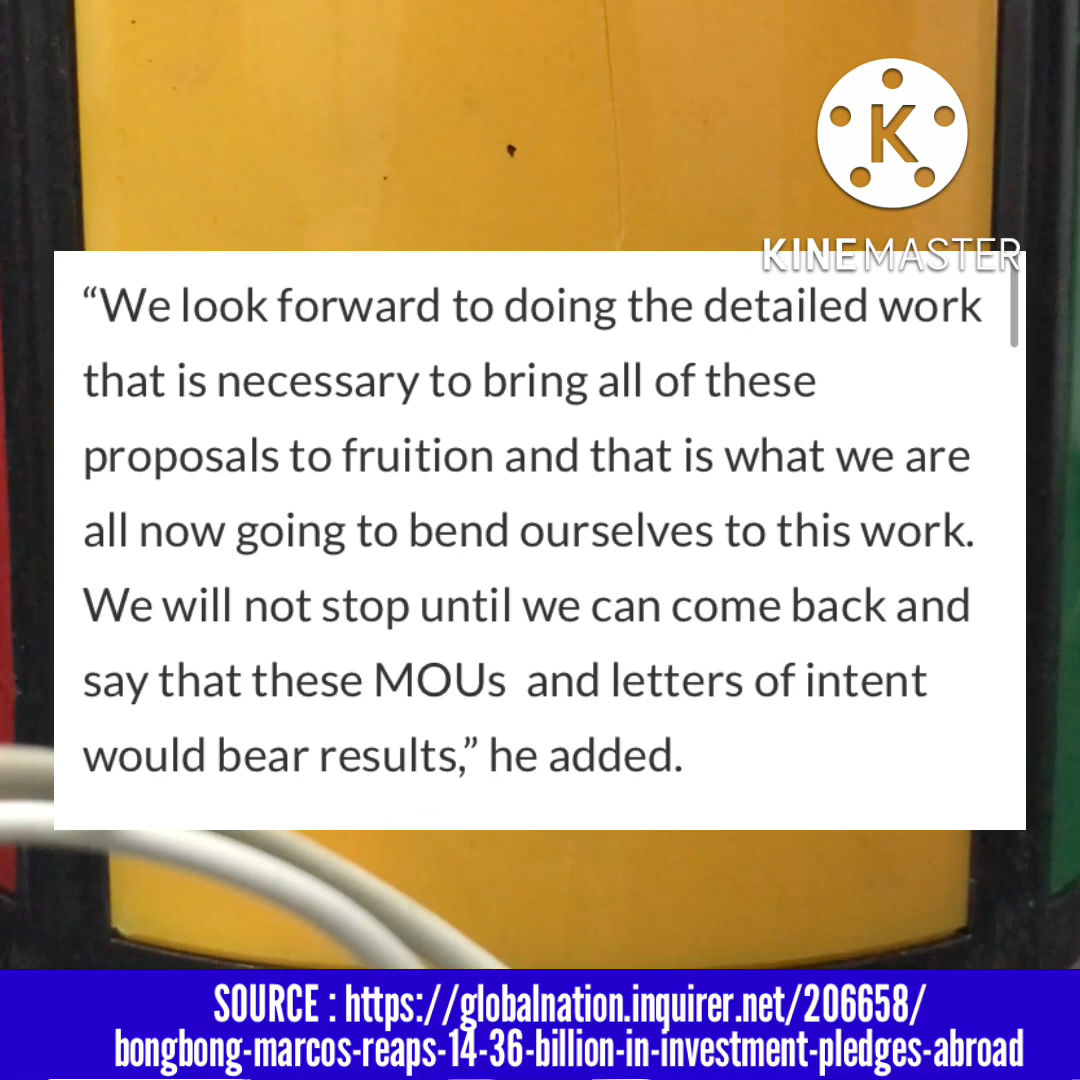 K
KINEMASTER
“We look forward to doing the detailed work
that is necessary to bring all of these
proposals to fruition and that is what we are
all now going to bend ourselves to this work.
We will not stop until we can come back and
say that these MOUs and letters of intent
would bear results,” he added.
SOURCE : https://globalnation.inquirer.net/206658/
bongbong-marcos-reaps-14-36-billion-in-investment-pledges-abroad